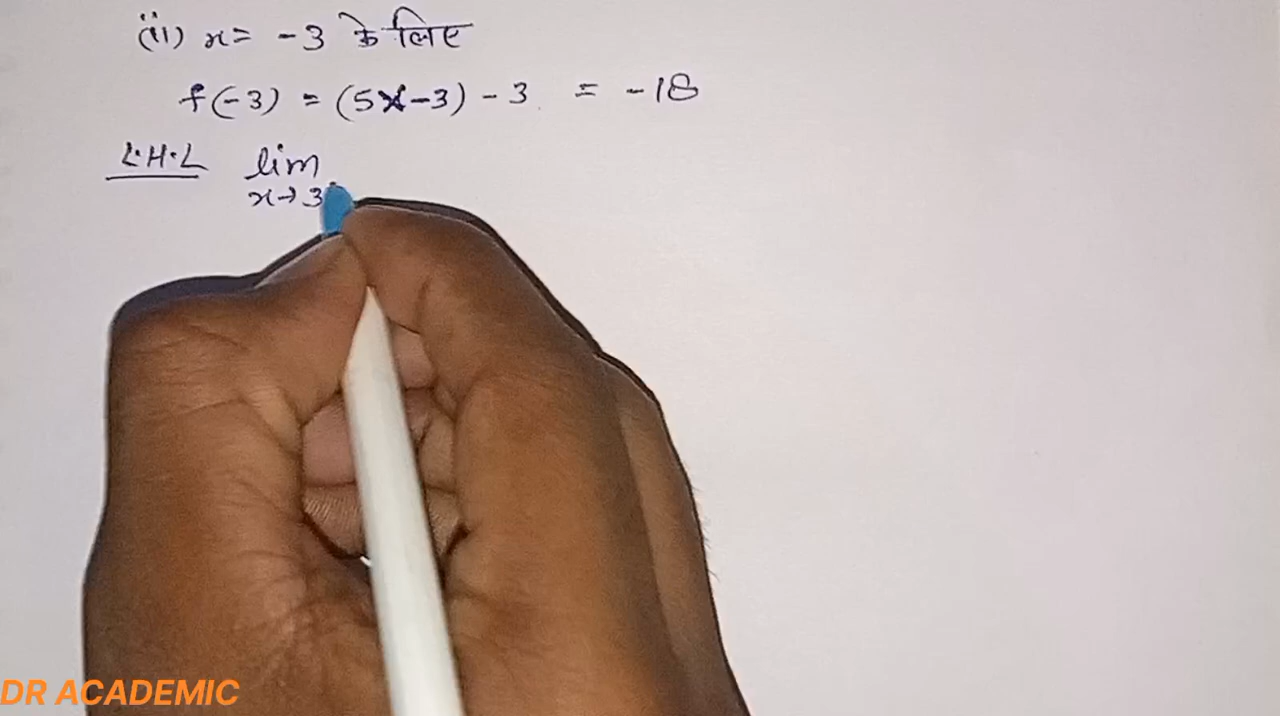 (ii) x = -3 के लिए
f(-3) = (5x-3) - 3 = -18
L.H.L lim
x→3
DR ACADEMIC